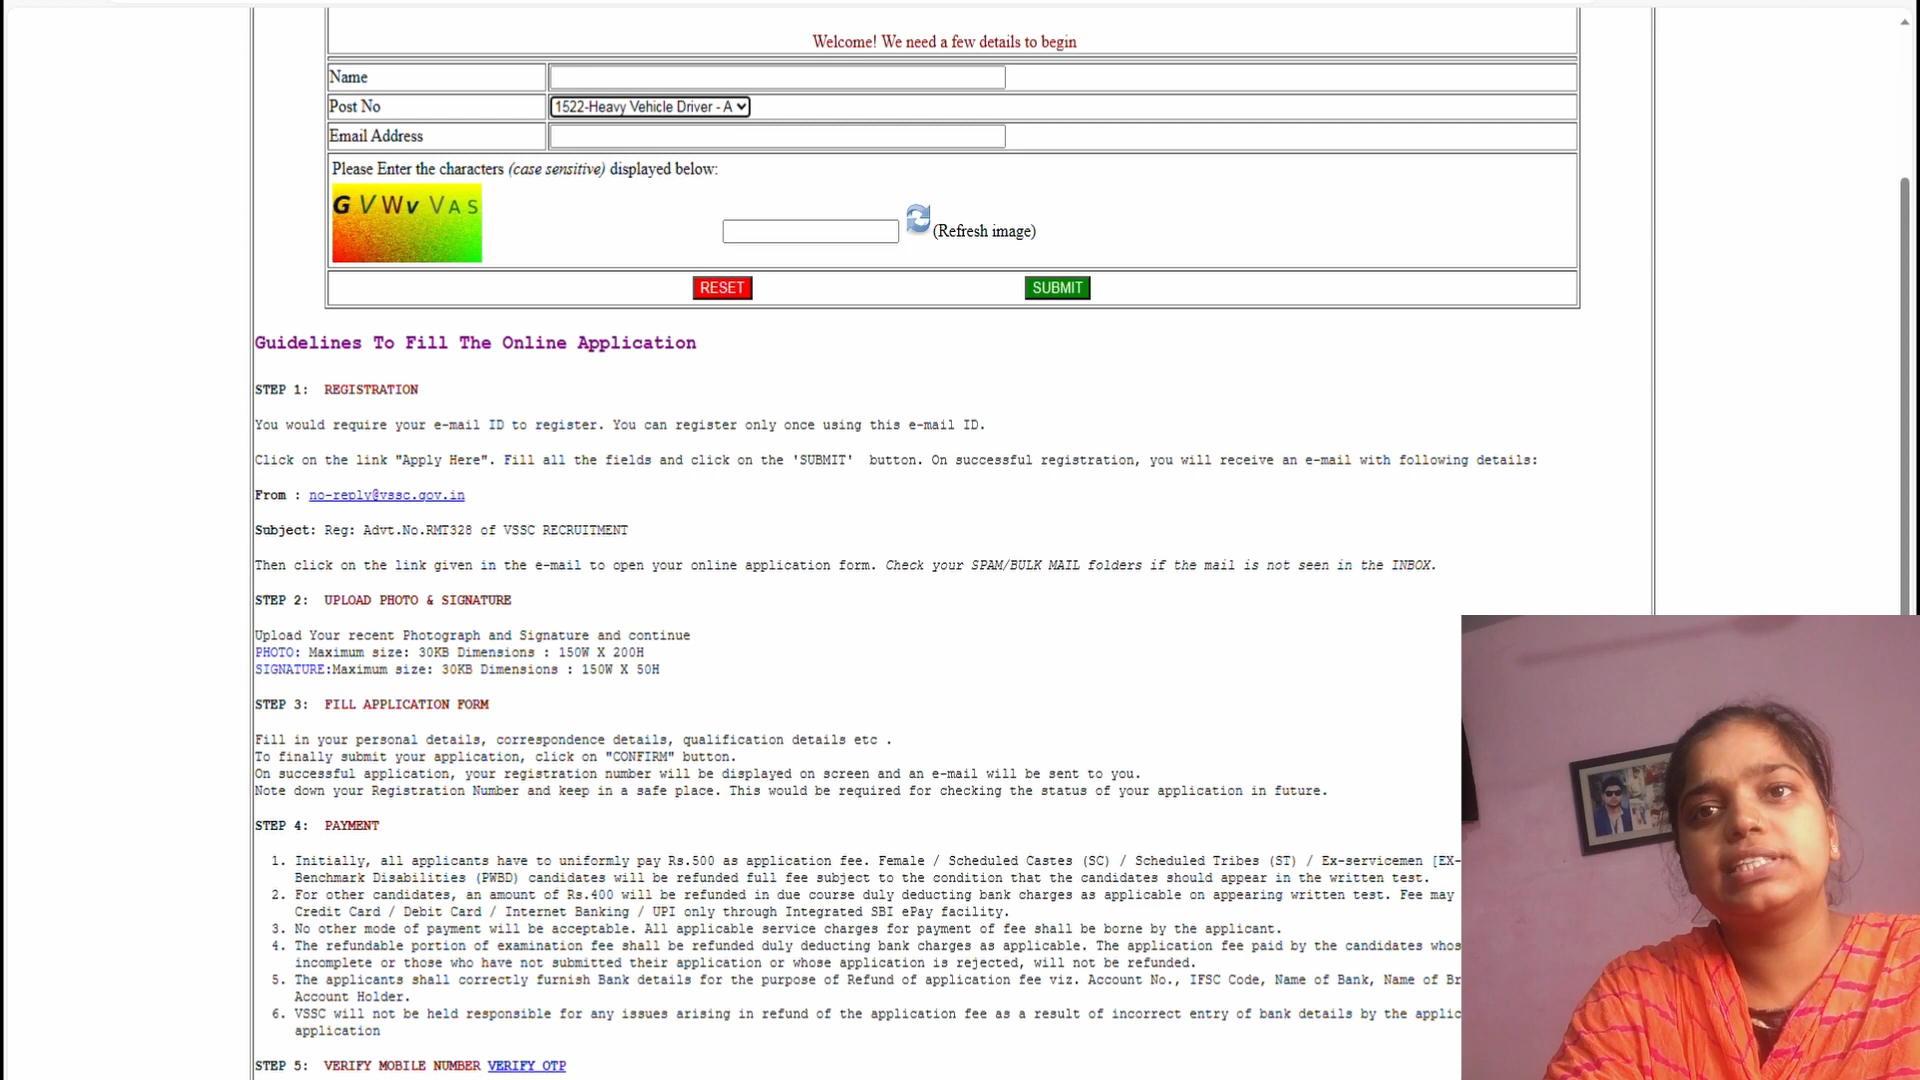 Welcome! We need a few details to begin
Name
Post No 1522-Heavy Vehicle Driver - A
Email Address
Please Enter the characters (case sensitive) displayed below:
G V W v V A S
(Refresh image)
RESET SUBMIT
Guidelines To Fill The Online Application
STEP 1: REGISTRATION
You would require your e-mail ID to register. You can register only once using this e-mail ID.
Click on the link "Apply Here". Fill all the fields and click on the 'SUBMIT' button. On successful registration, you will receive an e-mail with following details:
From : no-reply@vssc.gov.in
Subject: Reg: Advt.No.RMT328 of VSSC RECRUITMENT
Then click on the link given in the e-mail to open your online application form. Check your SPAM/BULK MAIL folders if the mail is not seen in the INBOX.
STEP 2: UPLOAD PHOTO & SIGNATURE
Upload Your recent Photograph and Signature and continue
PHOTO: Maximum size: 30KB Dimensions : 150W X 200H
SIGNATURE:Maximum size: 30KB Dimensions : 150W X 50H
STEP 3: FILL APPLICATION FORM
Fill in your personal details, correspondence details, qualification details etc .
To finally submit your application, click on "CONFIRM" button.
On successful application, your registration number will be displayed on screen and an e-mail will be sent to you.
Note down your Registration Number and keep in a safe place. This would be required for checking the status of your application in future.
STEP 4: PAYMENT
1. Initially, all applicants have to uniformly pay Rs.500 as application fee. Female / Scheduled Castes (SC) / Scheduled Tribes (ST) / Ex-servicemen [EX-
Benchmark Disabilities (PWBD) candidates will be refunded full fee subject to the condition that the candidates should appear in the written test.
2. For other candidates, an amount of Rs.400 will be refunded in due course duly deducting bank charges as applicable on appearing written test. Fee may
Credit Card / Debit Card / Internet Banking / UPI only through Integrated SBI ePay facility.
3. No other mode of payment will be acceptable. All applicable service charges for payment of fee shall be borne by the applicant.
4. The refundable portion of examination fee shall be refunded duly deducting bank charges as applicable. The application fee paid by the candidates whos
incomplete or those who have not submitted their application or whose application is rejected, will not be refunded.
5. The applicants shall correctly furnish Bank details for the purpose of Refund of application fee viz. Account No., IFSC Code, Name of Bank, Name of Br
Account Holder.
6. VSSC will not be held responsible for any issues arising in refund of the application fee as a result of incorrect entry of bank details by the applic
application
STEP 5: VERIFY MOBILE NUMBER VERIFY OTP